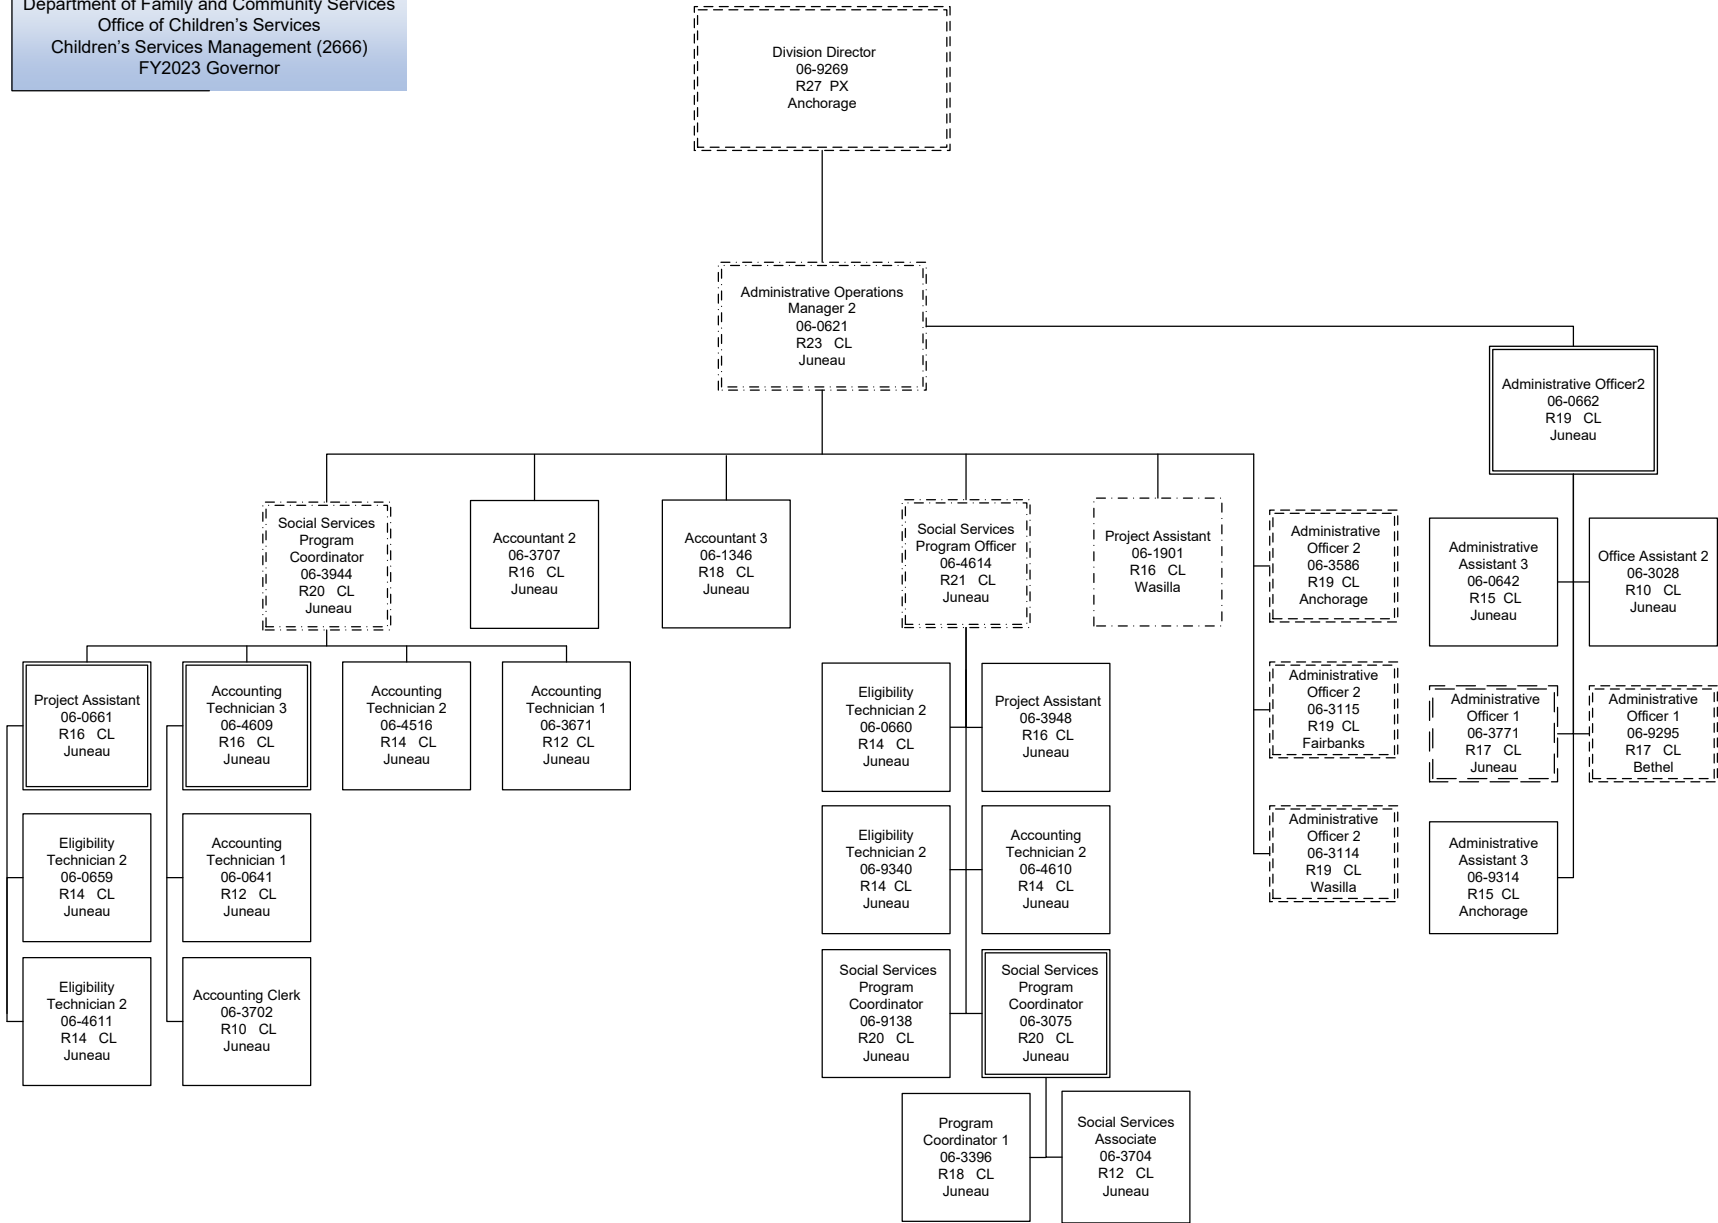 Department of Family and Community Services
Office of Children's Services
Children's Services Management (2666)
FY2023 Governor
Division Director
06-9269
R27 PX
Anchorage
Administrative Operations
Manager 2
06-0621
R23 CL
Juneau
Administrative Officer2
06-0662
R19 CL
Juneau
Social Services
Program
Coordinator
06-3944
R20 CL
Juneau
Accountant 2
06-3707
R16 CL
Juneau
Accountant 3
06-1346
R18 CL
Juneau
Social Services
Program Officer
06-4614
R21 CL
Juneau
Project Assistant
06-1901
R16 CL
Wasilla
Administrative
Officer 2
06-3586
R19 CL
Anchorage
Administrative
Assistant 3
06-0642
R15 CL
Juneau
Office Assistant 2
06-3028
R10 CL
Juneau
Project Assistant
06-0661
R16 CL
Juneau
Accounting
Technician 3
06-4609
R16 CL
Juneau
Accounting
Technician 2
06-4516
R14 CL
Juneau
Accounting
Technician 1
06-3671
R12 CL
Juneau
Eligibility
Technician 2
06-0660
R14 CL
Juneau
Project Assistant
06-3948
R16 CL
Juneau
Administrative
Officer 2
06-3115
R19 CL
Fairbanks
Administrative
Officer 1
06-3771
R17 CL
Juneau
Administrative
Officer 1
06-9295
R17 CL
Bethel
Eligibility
Technician 2
06-0659
R14 CL
Juneau
Accounting
Technician 1
06-0641
R12 CL
Juneau
Eligibility
Technician 2
06-9340
R14 CL
Juneau
Accounting
Technician 2
06-4610
R14 CL
Juneau
Administrative
Officer 2
06-3114
R19 CL
Wasilla
Administrative
Assistant 3
06-9314
R15 CL
Anchorage
Eligibility
Technician 2
06-4611
R14 CL
Juneau
Accounting Clerk
06-3702
R10 CL
Juneau
Social Services
Program
Coordinator
06-9138
R20 CL
Juneau
Social Services
Program
Coordinator
06-3075
R20 CL
Juneau
Program
Coordinator 1
06-3396
R18 CL
Juneau
Social Services
Associate
06-3704
R12 CL
Juneau